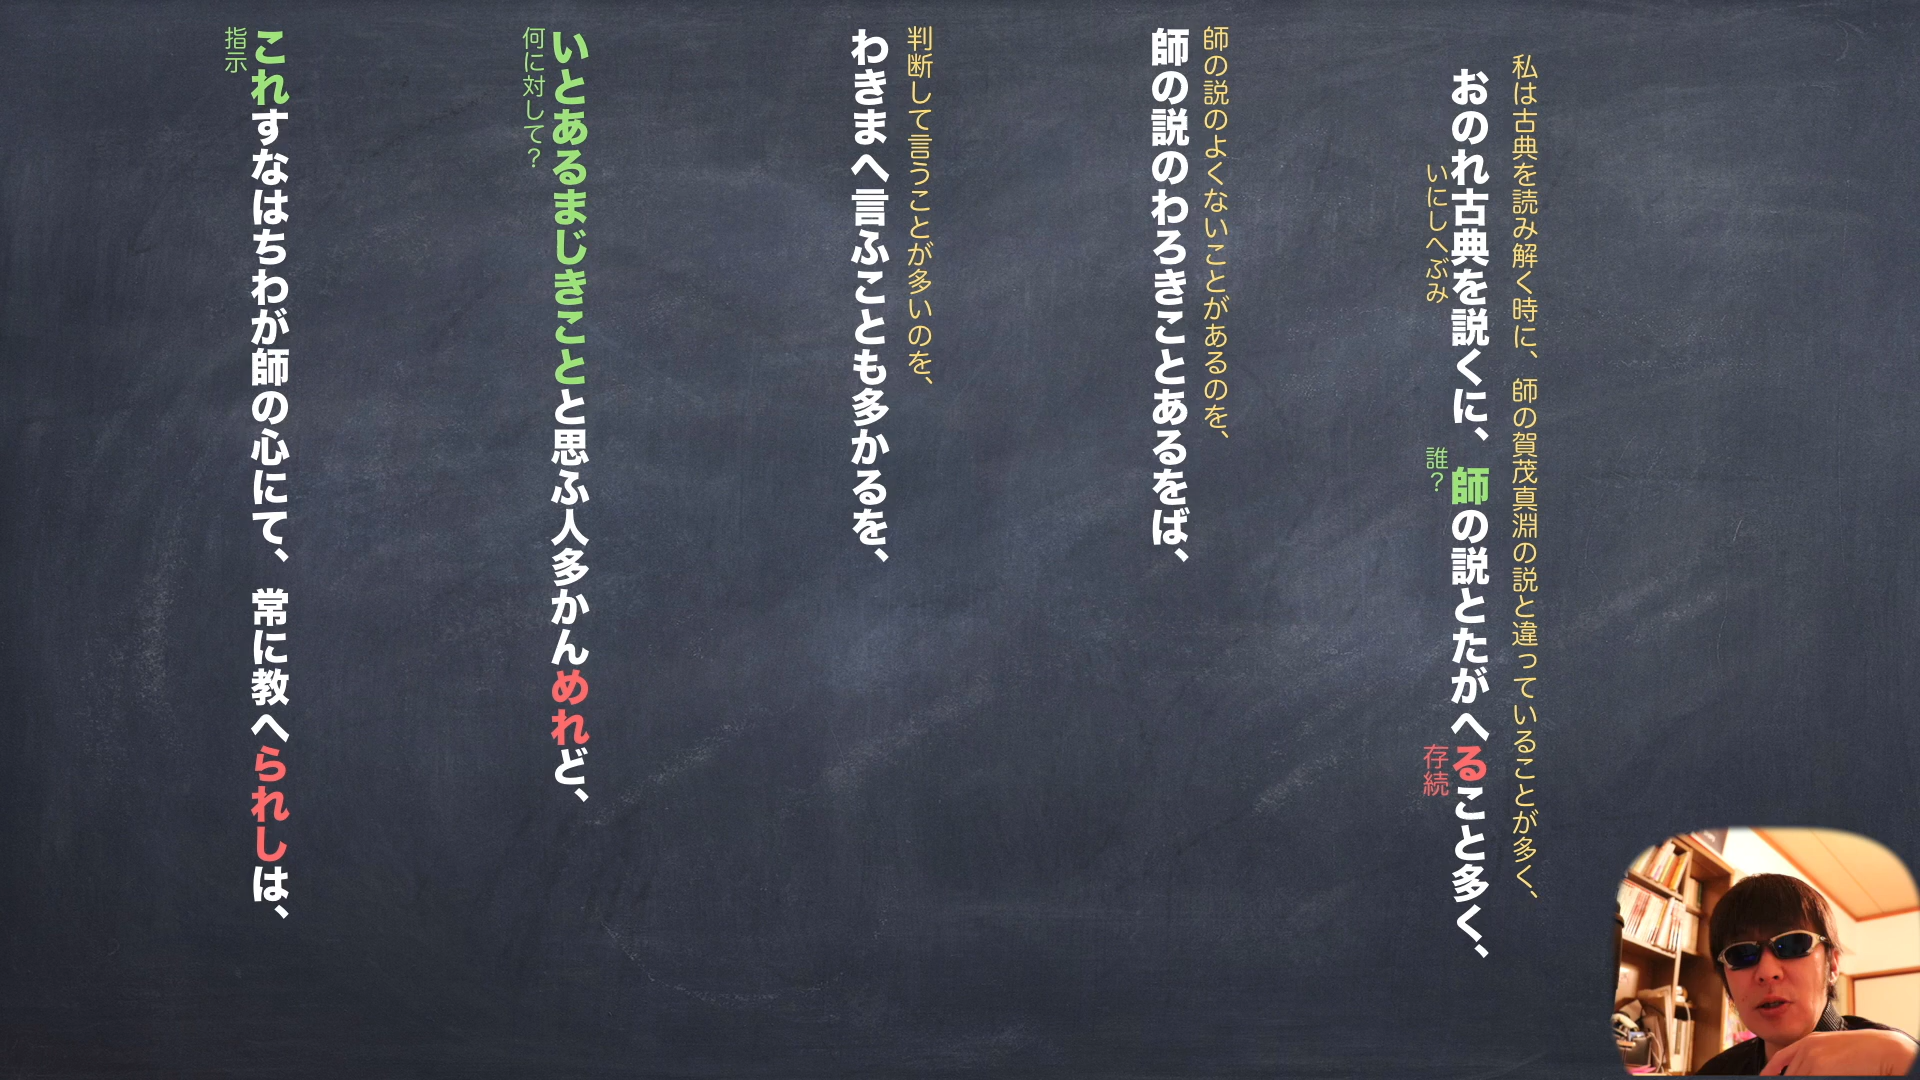 私は古典を読み解く時に、師の賀茂真淵の説と違っていることが多く、
おのれ古典を説くに、師の説とたがへること多く、
いにしへぶみ
誰？
存続
師の説のよくないことがあるのを、
師の説のわろきことあるをば、
判断して言うことが多いのを、
わきまへ言ふことも多かるを、
いとあるまじきことと思ふ人多かんめれど、
何に対して？
これすなはちわが師の心にて、常に教へられしは、
指示